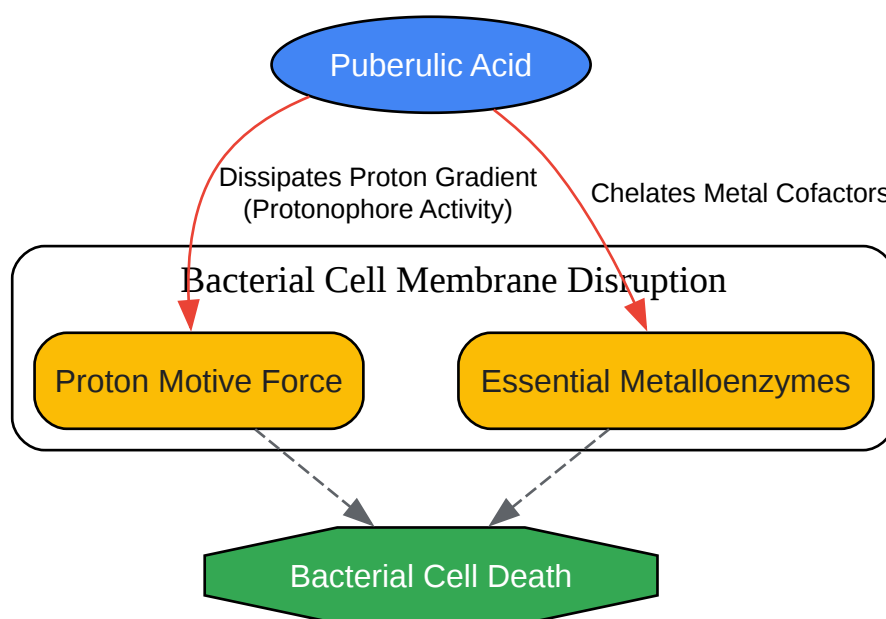 Puberulic Acid
Dissipates Proton Gradient
(Protonophore Activity)
Chelates Metal Cofactors
Bacterial Cell Membrane Disruption
Proton Motive Force
Essential Metalloenzymes
Bacterial Cell Death